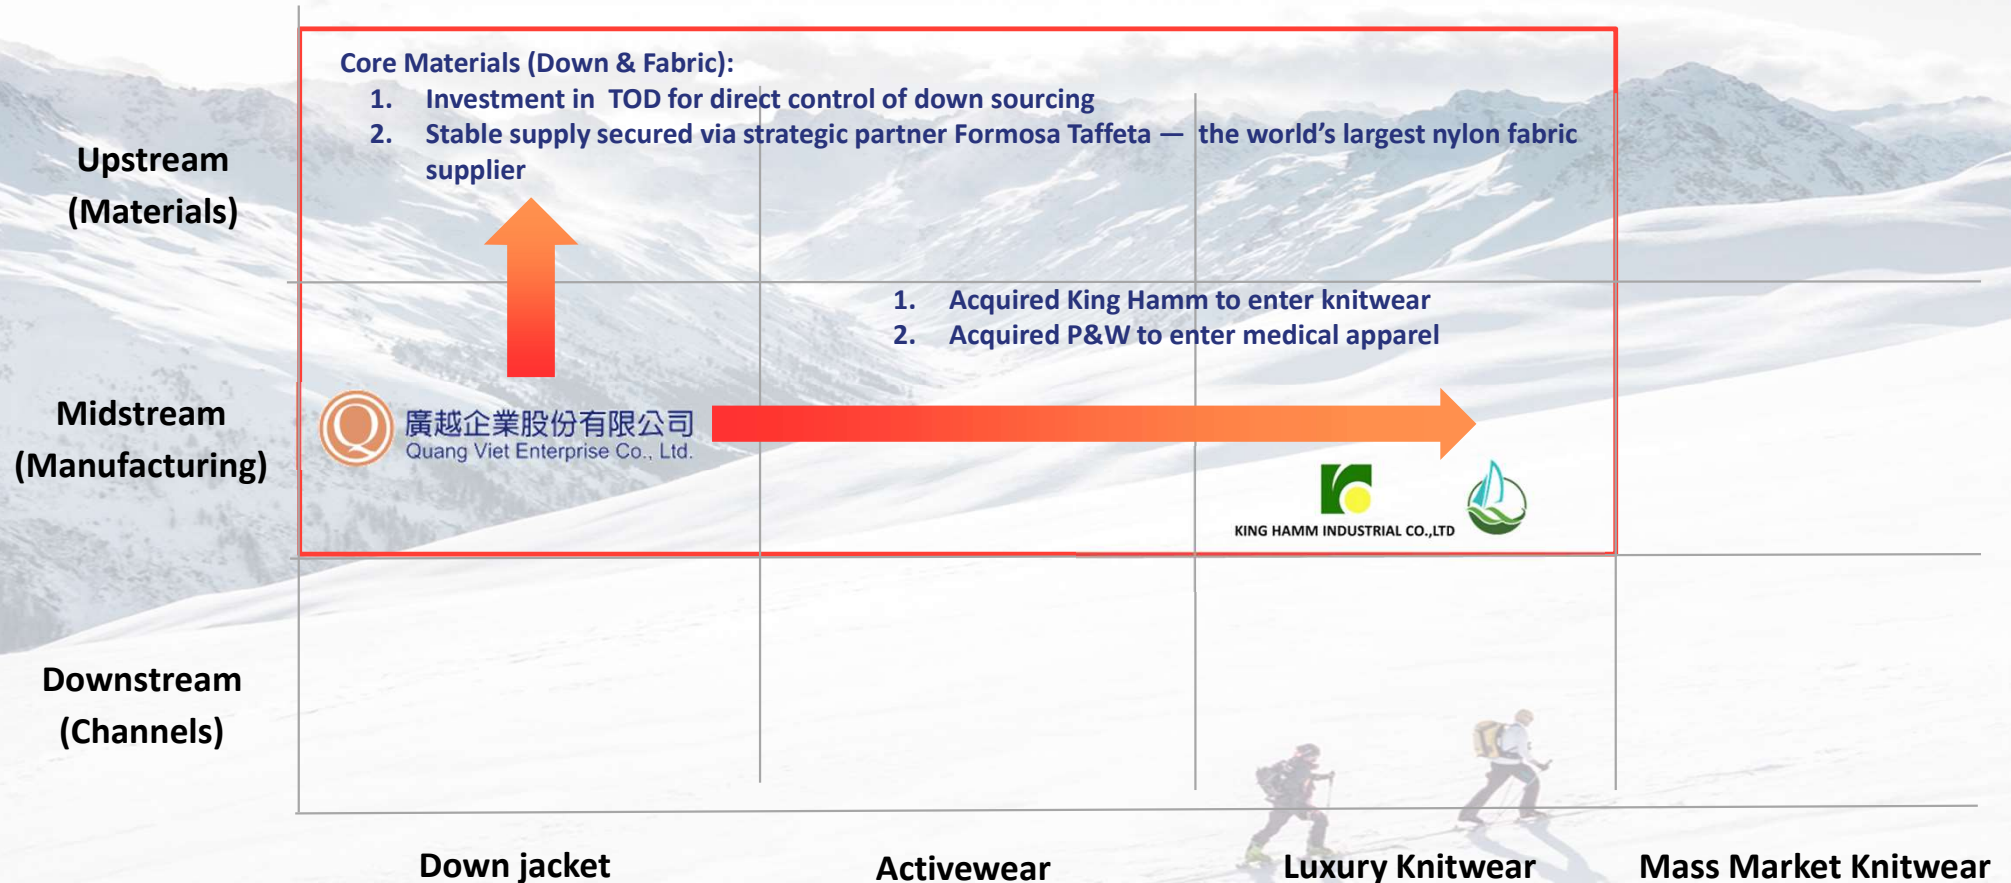 Core Materials (Down & Fabric):
1. Investment in TOD for direct control of down sourcing
2. Stable supply secured via strategic partner Formosa Taffeta — the world's largest nylon fabric
supplier
Upstream
(Materials)
1. Acquired King Hamm to enter knitwear
2. Acquired P&W to enter medical apparel
Midstream
(Manufacturing)
廣越企業股份有限公司
Quang Viet Enterprise Co., Ltd.
KING HAMM INDUSTRIAL CO.,LTD
Downstream
(Channels)
Down jacket
Activewear
Luxury Knitwear
Mass Market Knitwear